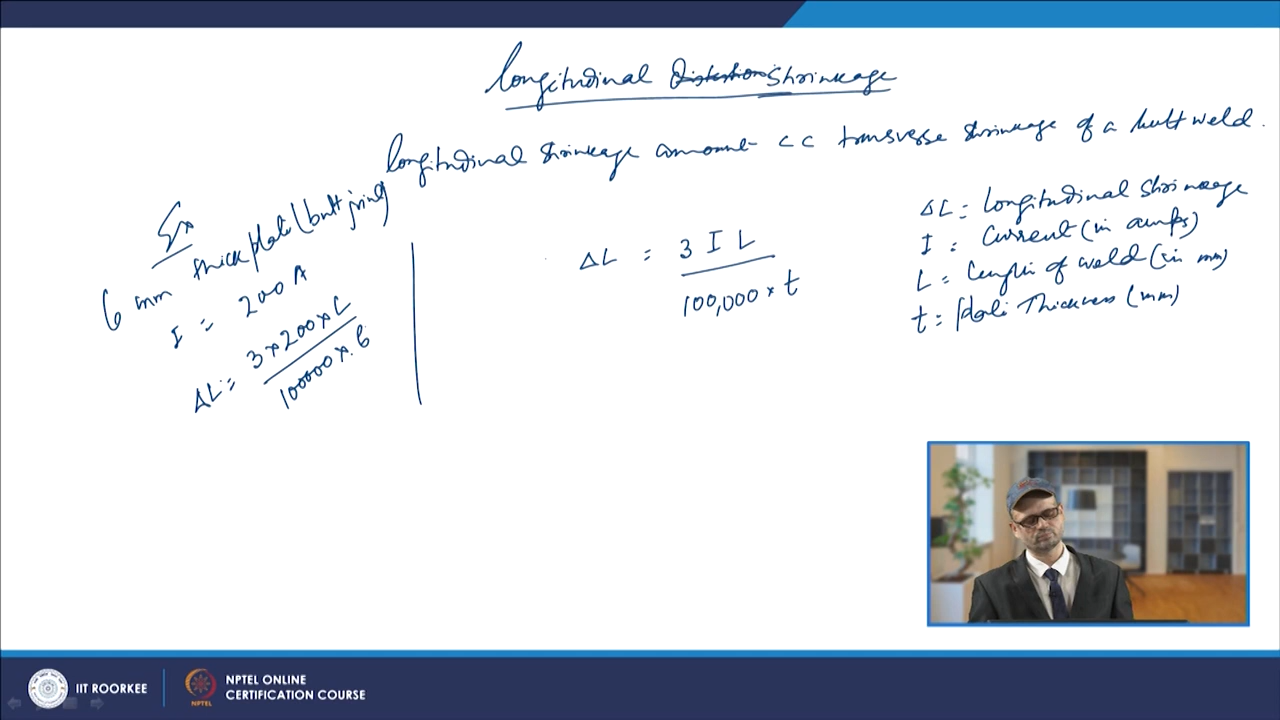 Longitudinal Distortion Shrinkage
Longitudinal shrinkage amount << transverse shrinkage of a butt weld.
Ex
6 mm thick plate (butt joint)
I = 200 A
ΔL = 3 × 200 × L / 100000 × 6
ΔL = 3 I L / 100,000 × t
ΔL = Longitudinal Shrinkage
I = Current (in amps)
L = Length of weld (in mm)
t = plate Thickness (mm)
IIT ROORKEE
NPTEL ONLINE
CERTIFICATION COURSE
NPTEL